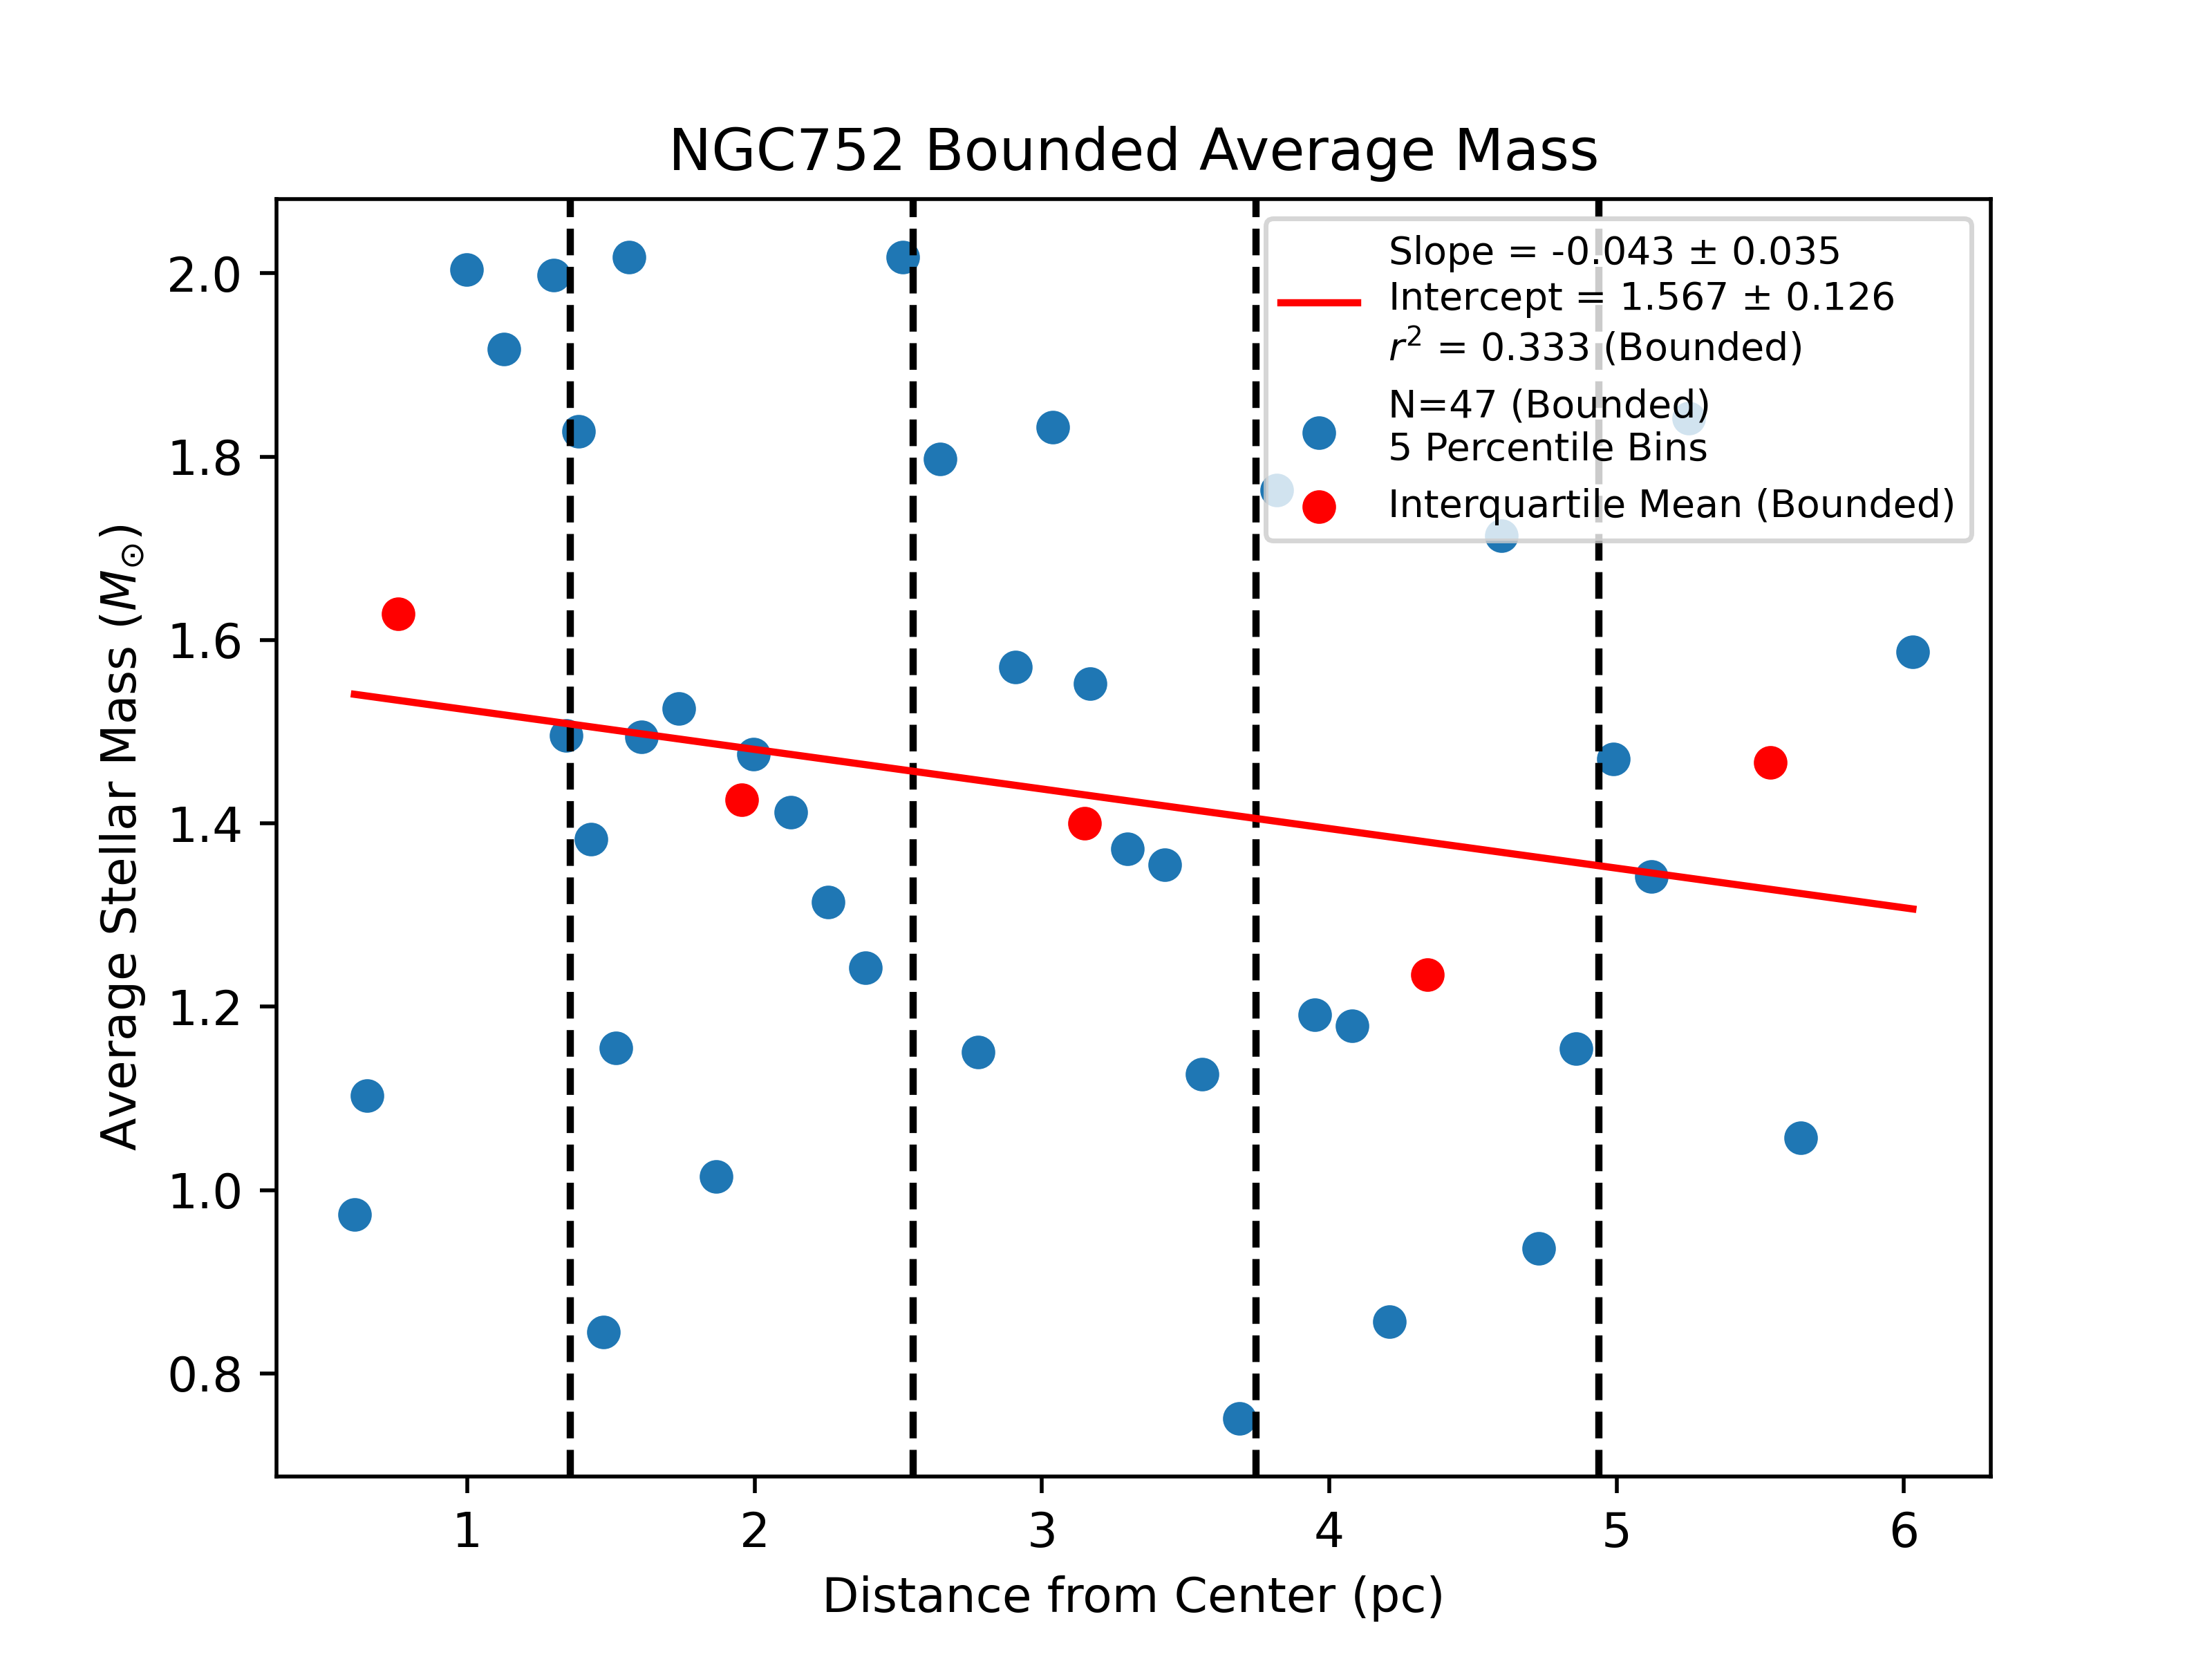 NGC752 Bounded Average Mass
Slope = -0.043 ± 0.035
Intercept = 1.567 ± 0.126
r² = 0.333 (Bounded)
N=47 (Bounded)
5 Percentile Bins
Interquartile Mean (Bounded)
Average Stellar Mass (M☉)
2.0
1.8
1.6
1.4
1.2
1.0
0.8
1 2 3 4 5 6
Distance from Center (pc)